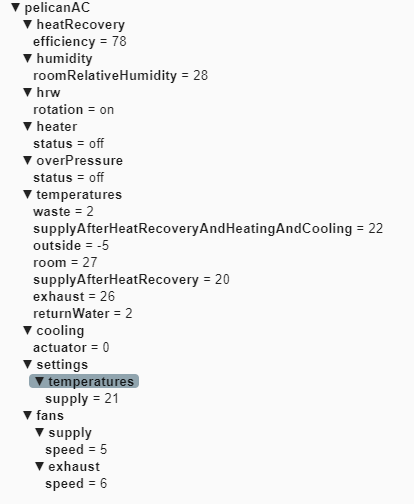 ▼ pelicanAC
▼ heatRecovery
efficiency = 78
▼ humidity
roomRelativeHumidity = 28
▼ hrw
rotation = on
▼ heater
status = off
▼ overPressure
status = off
▼ temperatures
waste = 2
supplyAfterHeatRecoveryAndHeatingAndCooling = 22
outside = -5
room = 27
supplyAfterHeatRecovery = 20
exhaust = 26
returnWater = 2
▼ cooling
actuator = 0
▼ settings
▼ temperatures
supply = 21
▼ fans
▼ supply
speed = 5
▼ exhaust
speed = 6